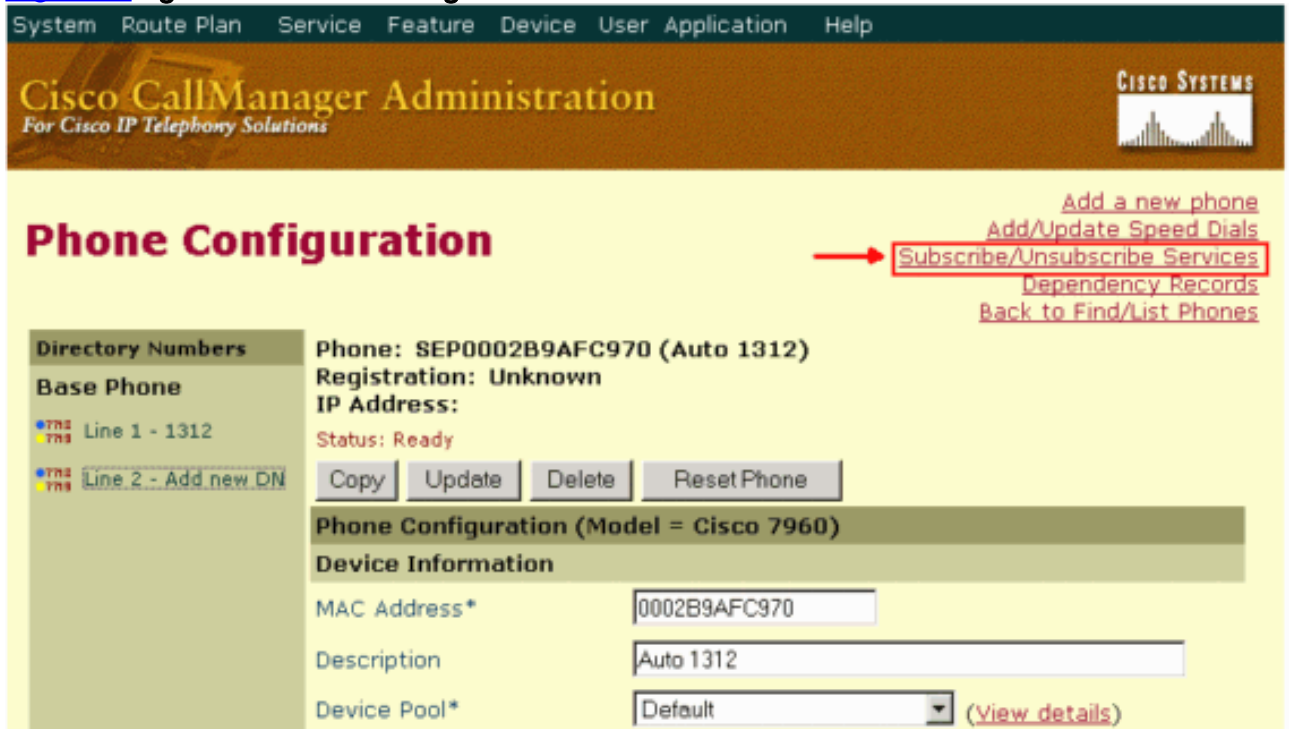 System Route Plan Service Feature Device User Application Help
Cisco CallManager Administration
For Cisco IP Telephony Solutions
CISCO SYSTEMS
Phone Configuration
Add a new phone
Add/Update Speed Dials
Subscribe/Unsubscribe Services
Dependency Records
Back to Find/List Phones
Directory Numbers
Base Phone
Line 1 - 1312
Line 2 - Add new DN
Phone: SEP0002B9AFC970 (Auto 1312)
Registration: Unknown
IP Address:
Status: Ready
Copy Update Delete Reset Phone
Phone Configuration (Model = Cisco 7960)
Device Information
MAC Address* 0002B9AFC970
Description Auto 1312
Device Pool* Default (View details)